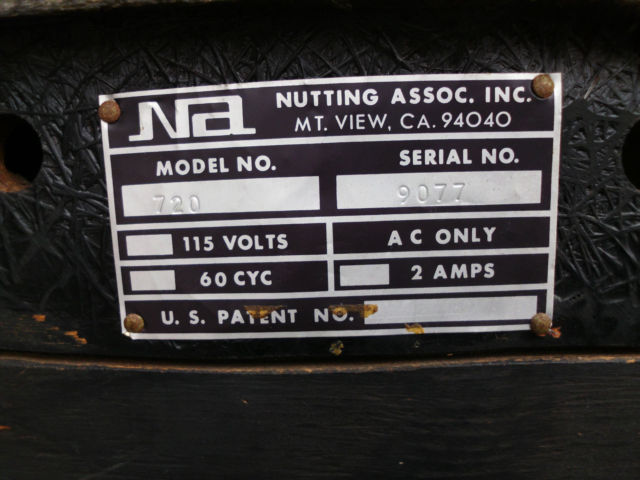 Na NUTTING ASSOC. INC.
MT. VIEW, CA. 94040
MODEL NO. SERIAL NO.
720 9077
115 VOLTS AC ONLY
60 CYC 2 AMPS
U. S. PATENT NO.